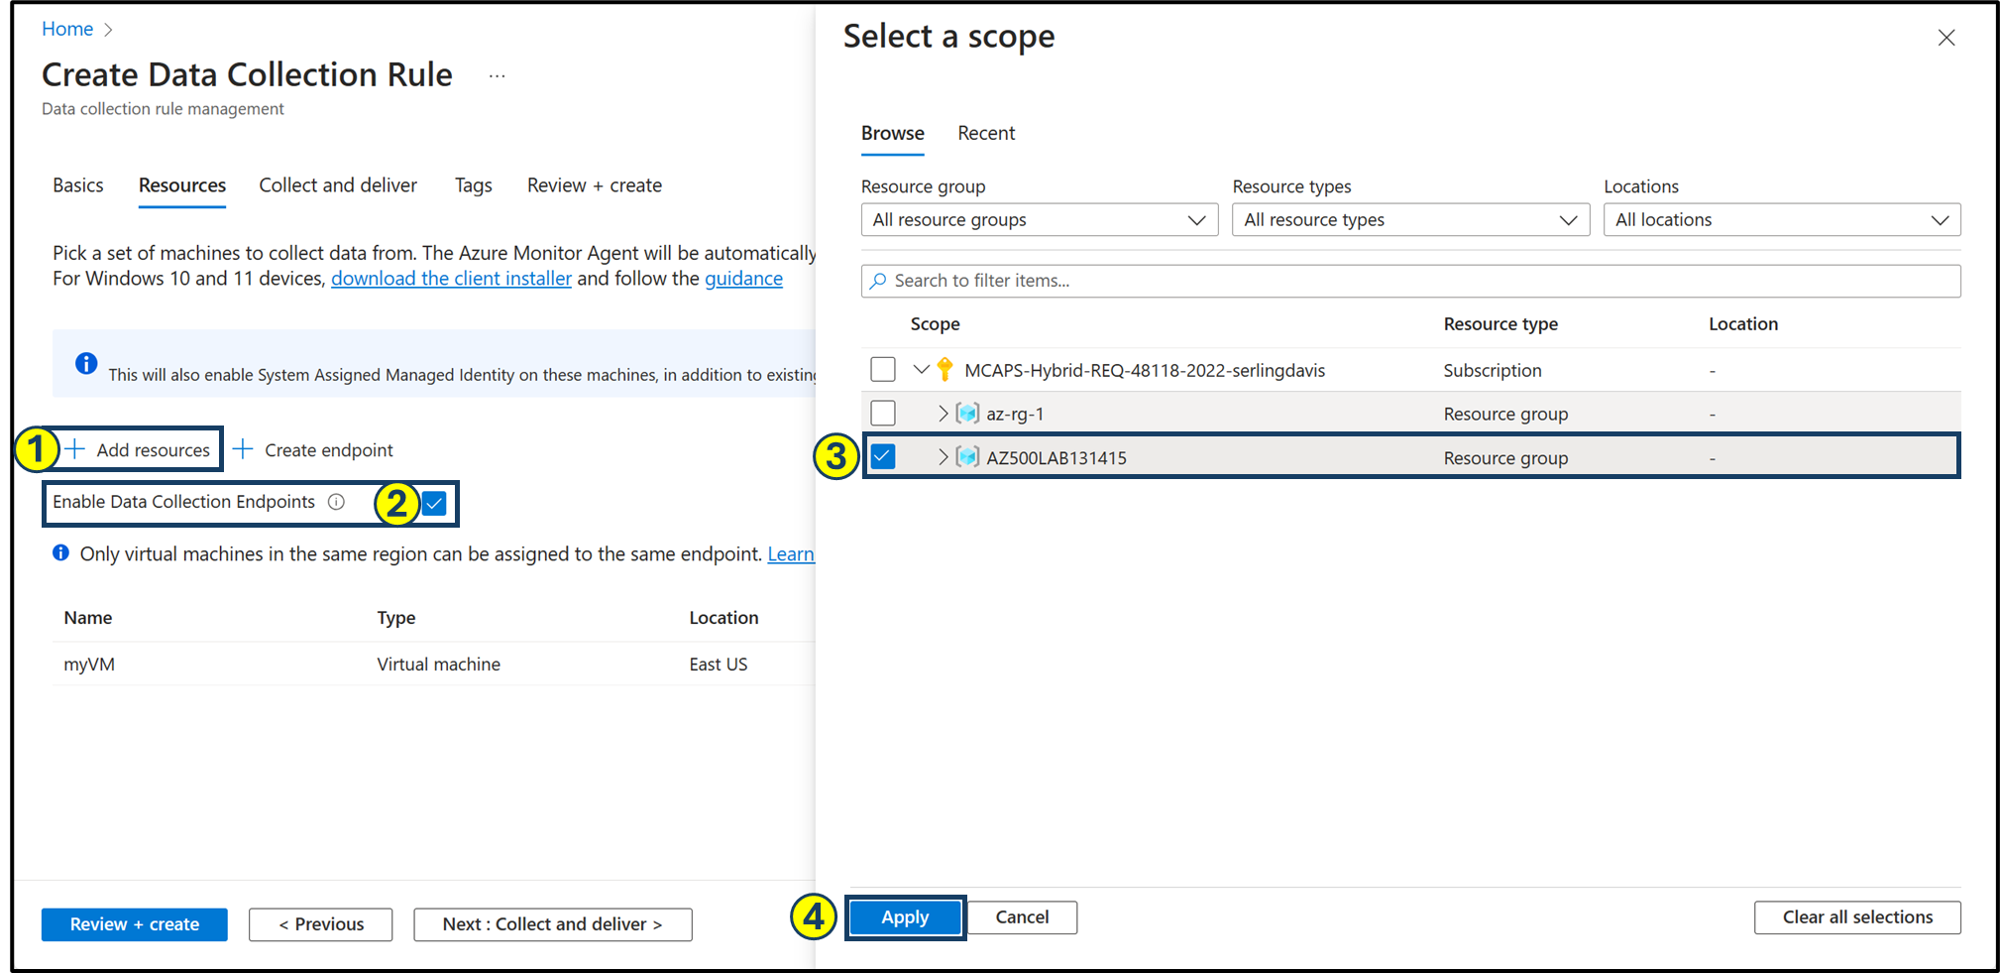 Home
Create Data Collection Rule ...
Data collection rule management
Basics Resources Collect and deliver Tags Review + create
Pick a set of machines to collect data from. The Azure Monitor Agent will be automatically
For Windows 10 and 11 devices, download the client installer and follow the guidance
This will also enable System Assigned Managed Identity on these machines, in addition to existing
1 + Add resources + Create endpoint
Enable Data Collection Endpoints 2
Only virtual machines in the same region can be assigned to the same endpoint. Learn
Name Type Location
myVM Virtual machine East US
Review + create < Previous Next : Collect and deliver >
Select a scope
Browse Recent
Resource group Resource types Locations
All resource groups All resource types All locations
Search to filter items...
Scope Resource type Location
MCAPS-Hybrid-REQ-48118-2022-serlingdavis Subscription -
az-rg-1 Resource group -
3 AZ500LAB131415 Resource group -
4 Apply Cancel Clear all selections